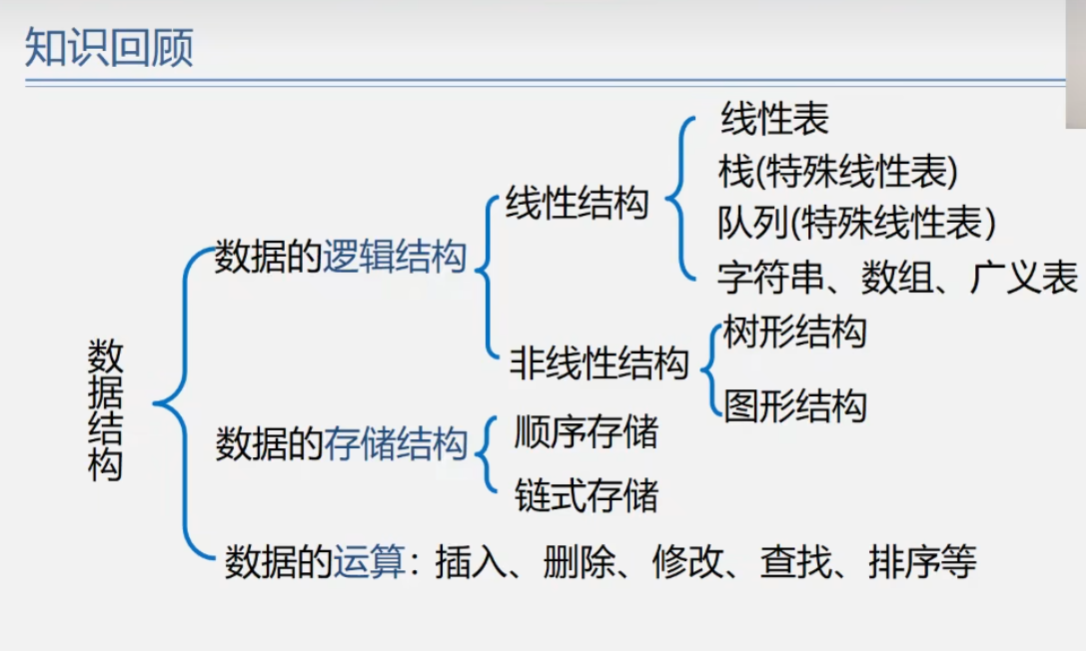 知识回顾
线性表
栈(特殊线性表)
线性结构
队列(特殊线性表）
数据的逻辑结构
字符串、数组、广义表
树形结构
非线性结构
图形结构
数据结构
数据的存储结构
顺序存储
链式存储
数据的运算：插入、删除、修改、查找、排序等